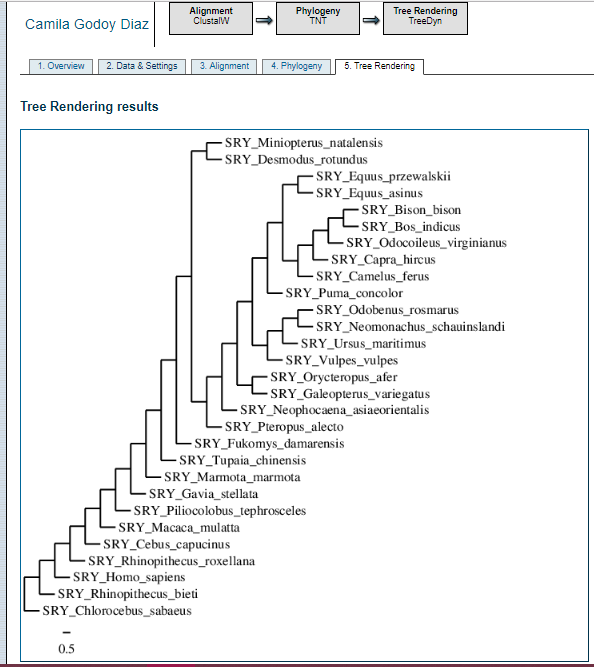 Camila Godoy Diaz
Alignment
ClustalW
Phylogeny
TNT
Tree Rendering
TreeDyn
1. Overview
2. Data & Settings
3. Alignment
4. Phylogeny
5. Tree Rendering
Tree Rendering results
SRY_Miniopterus_natalensis
SRY_Desmodus_rotundus
SRY_Equus_przewalskii
SRY_Equus_asinus
SRY_Bison_bison
SRY_Bos_indicus
SRY_Odocoileus_virginianus
SRY_Capra_hircus
SRY_Camelus_ferus
SRY_Puma_concolor
SRY_Odobenus_rosmarus
SRY_Neomonachus_schauinslandi
SRY_Ursus_maritimus
SRY_Vulpes_vulpes
SRY_Orycteropus_afer
SRY_Galeopterus_variegatus
SRY_Neophocaena_asiaeorientalis
SRY_Pteropus_alecto
SRY_Fukomys_damarensis
SRY_Tupaia_chinensis
SRY_Marmota_marmota
SRY_Gavia_stellata
SRY_Piliocolobus_tephrosceles
SRY_Macaca_mulatta
SRY_Cebus_capucinus
SRY_Rhinopithecus_roxellana
SRY_Homo_sapiens
SRY_Rhinopithecus_bieti
SRY_Chlorocebus_sabaeus
0.5